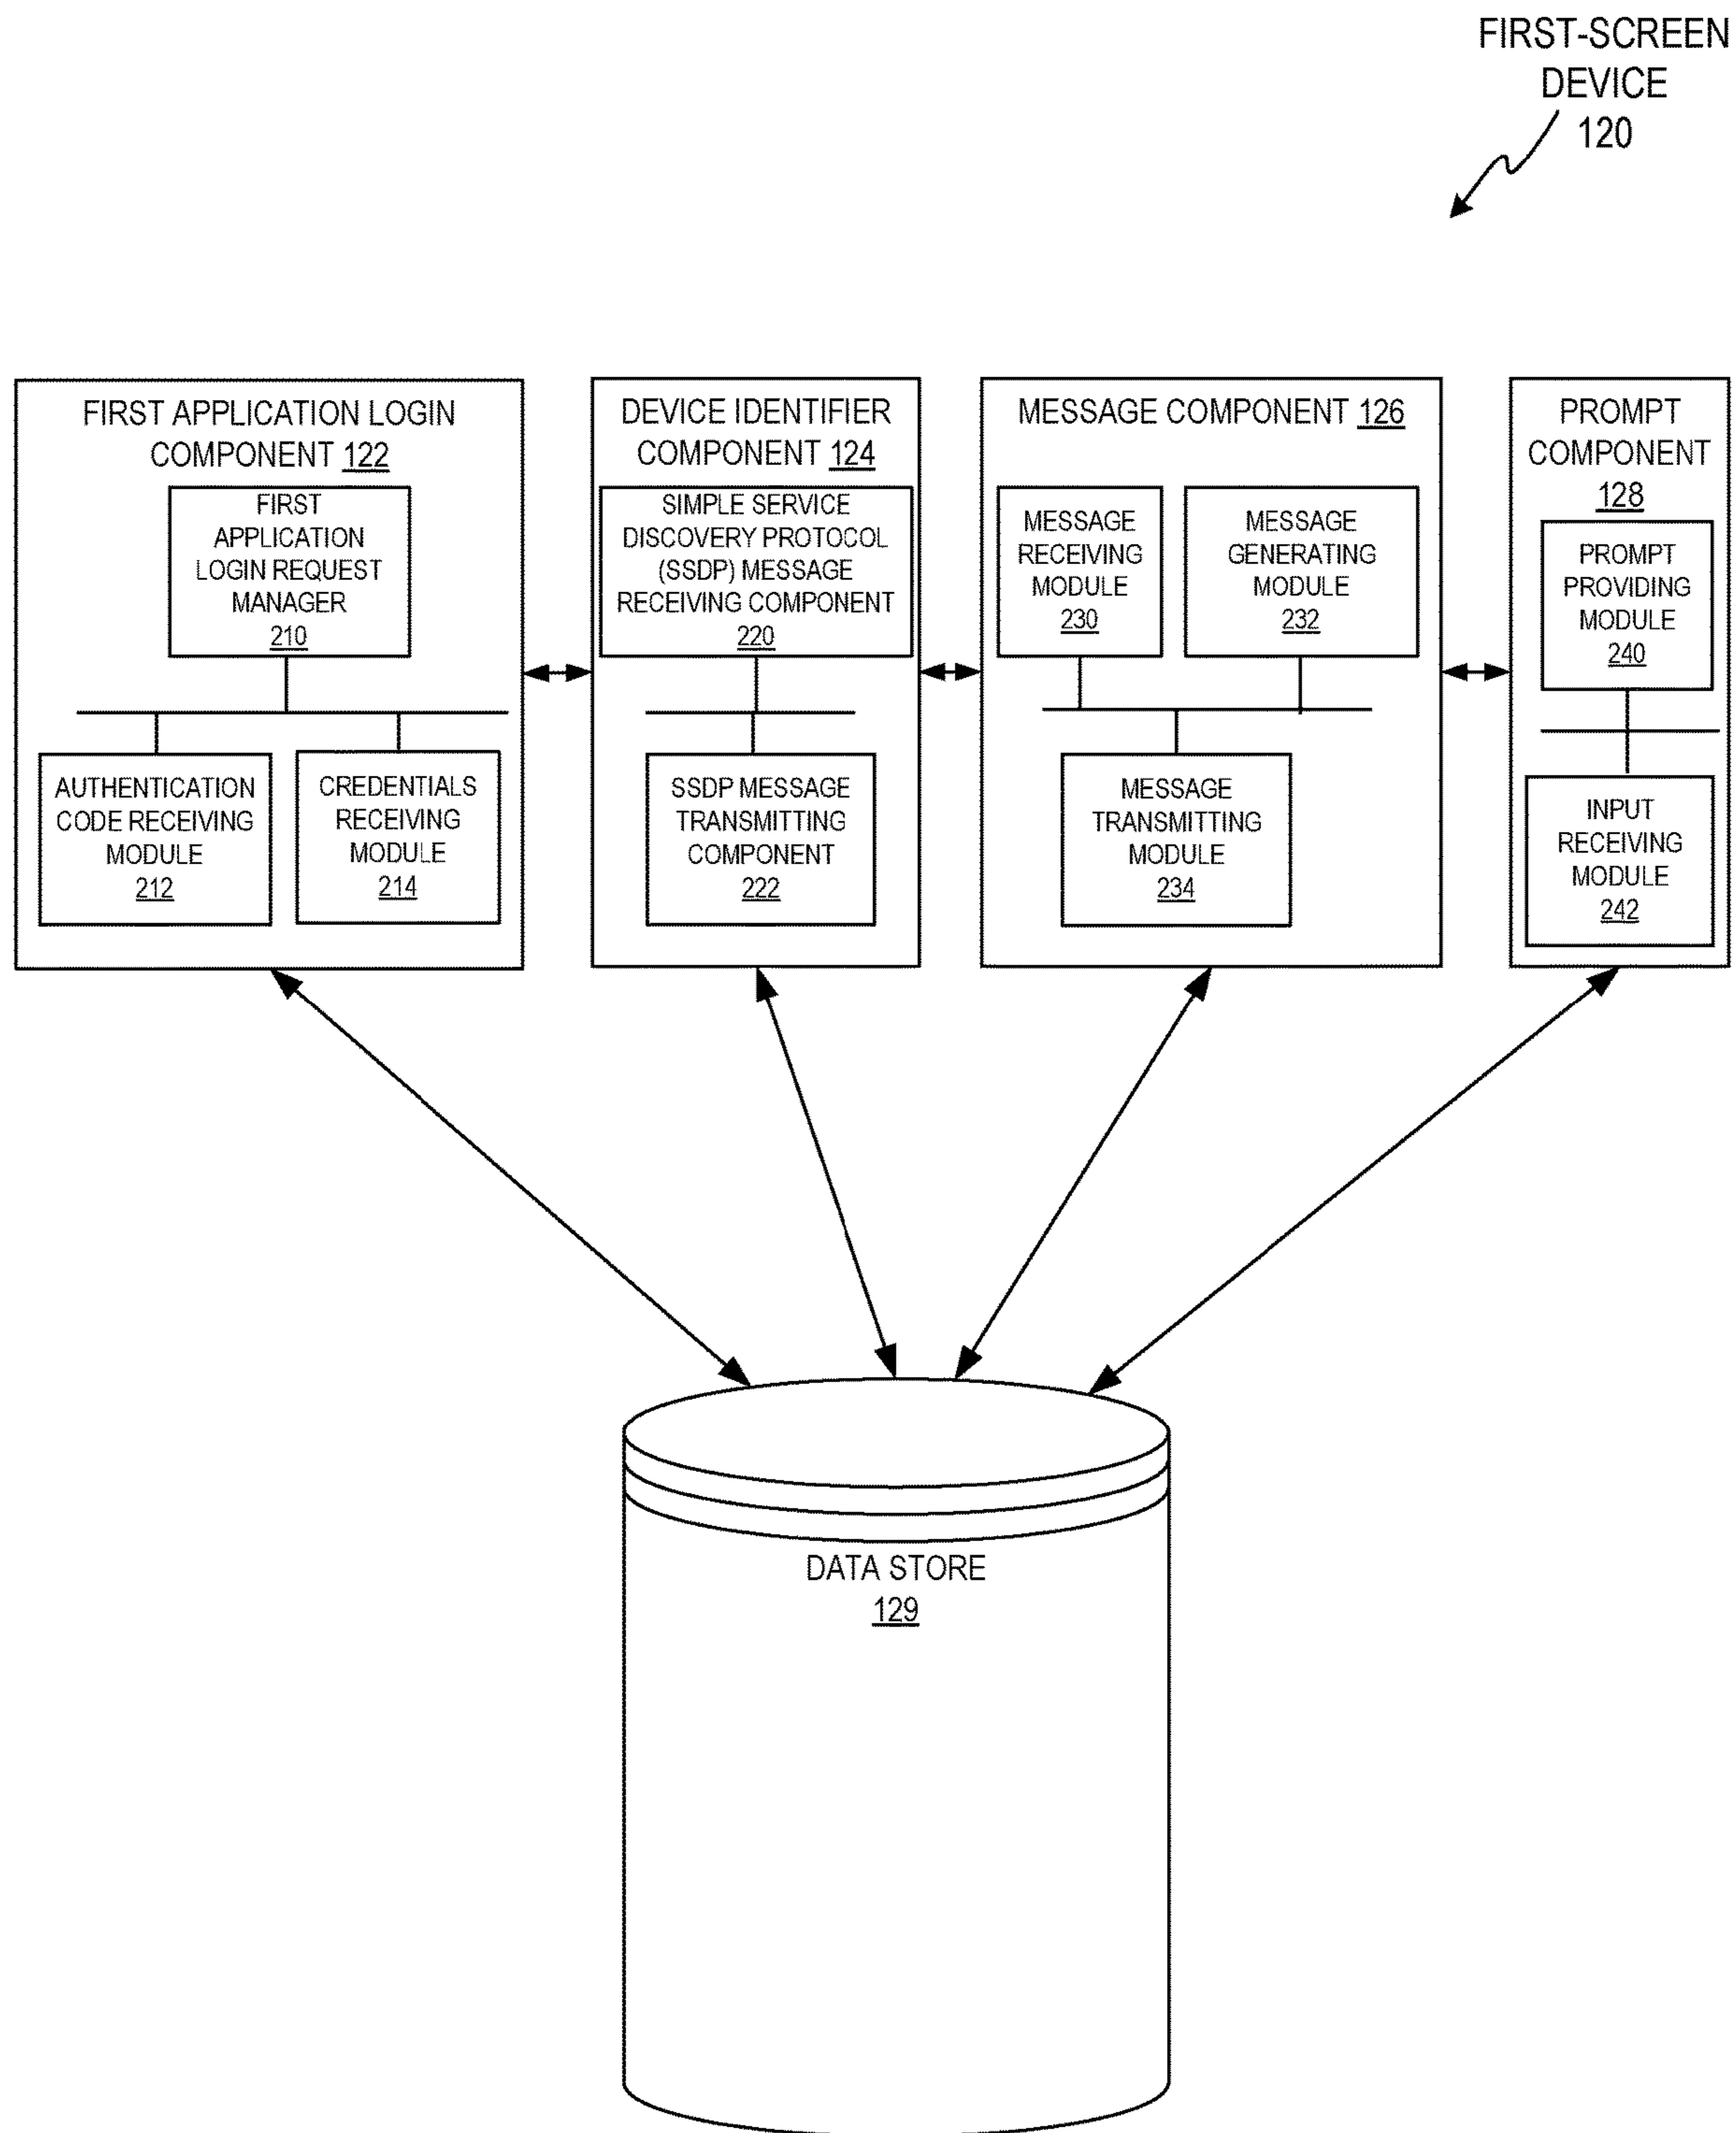 FIRST-SCREEN
DEVICE
120
FIRST APPLICATION LOGIN
COMPONENT 122
FIRST
APPLICATION
LOGIN REQUEST
MANAGER
210
AUTHENTICATION
CODE RECEIVING
MODULE
212
CREDENTIALS
RECEIVING
MODULE
214
DEVICE IDENTIFIER
COMPONENT 124
SIMPLE SERVICE
DISCOVERY PROTOCOL
(SSDP) MESSAGE
RECEIVING COMPONENT
220
SSDP MESSAGE
TRANSMITTING
COMPONENT
222
MESSAGE COMPONENT 126
MESSAGE
RECEIVING
MODULE
230
MESSAGE
GENERATING
MODULE
232
MESSAGE
TRANSMITTING
MODULE
234
PROMPT
COMPONENT
128
PROMPT
PROVIDING
MODULE
240
INPUT
RECEIVING
MODULE
242
DATA STORE
129